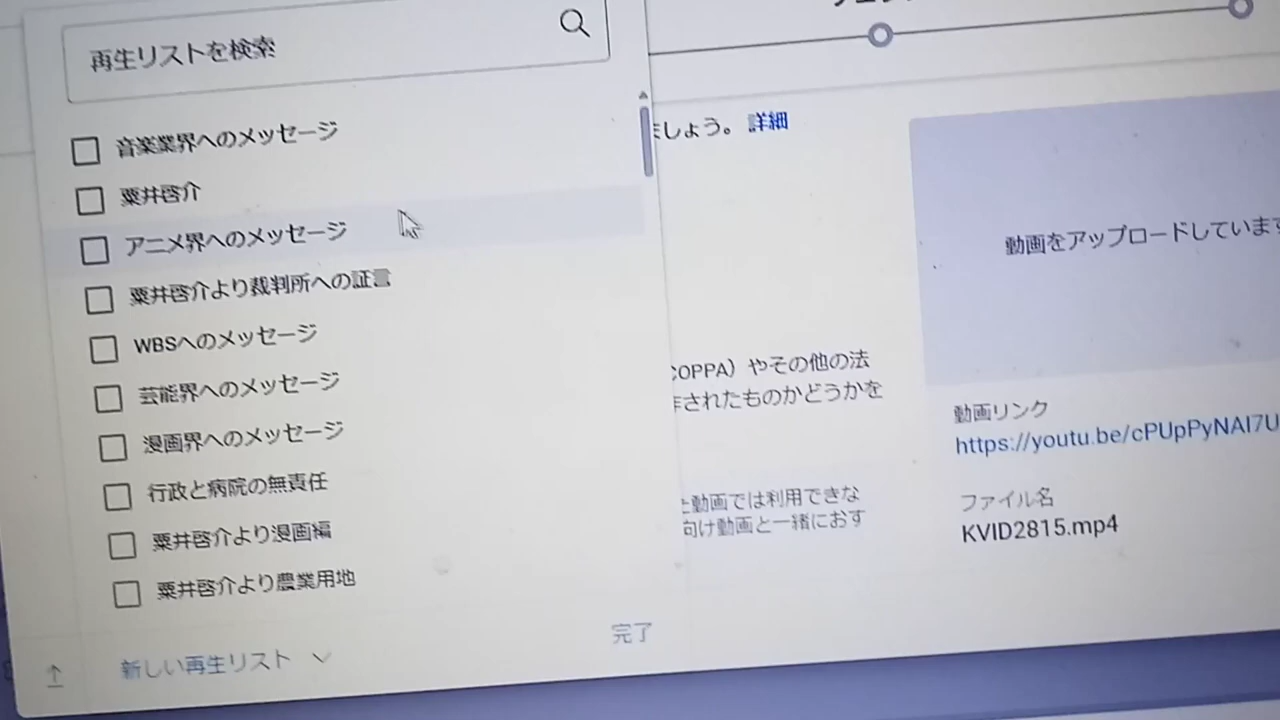 再生リストを検索
音楽業界へのメッセージ
粟井啓介
アニメ界へのメッセージ
粟井啓介より裁判所への証言
WBSへのメッセージ
芸能界へのメッセージ
漫画界へのメッセージ
行政と病院の無責任
粟井啓介より漫画編
粟井啓介より農業用地
新しい再生リスト
完了
ましょう。詳細
COPPA）やその他の法
作されたものかどうかを
動画では利用できな
向け動画と一緒におす
動画をアップロードしています
動画リンク
https://youtu.be/cPUpPyNAI7U
ファイル名
KVID2815.mp4